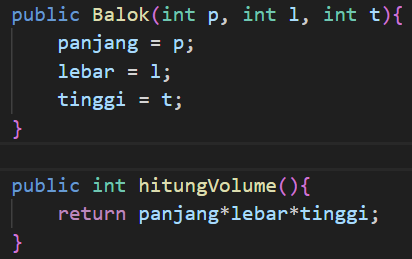 public Balok(int p, int l, int t){
    panjang = p;
    lebar = l;
    tinggi = t;
}
public int hitungVolume(){
    return panjang*lebar*tinggi;
}